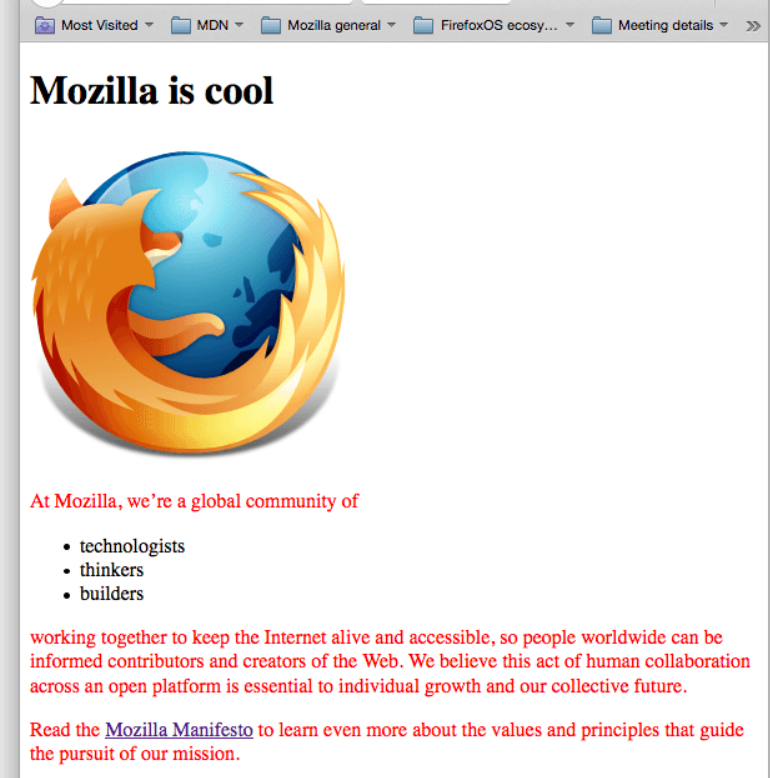 Most Visited MDN Mozilla general FirefoxOS ecosy... Meeting details
Mozilla is cool
At Mozilla, we’re a global community of
• technologists
• thinkers
• builders
working together to keep the Internet alive and accessible, so people worldwide can be
informed contributors and creators of the Web. We believe this act of human collaboration
across an open platform is essential to individual growth and our collective future.
Read the Mozilla Manifesto to learn even more about the values and principles that guide
the pursuit of our mission.